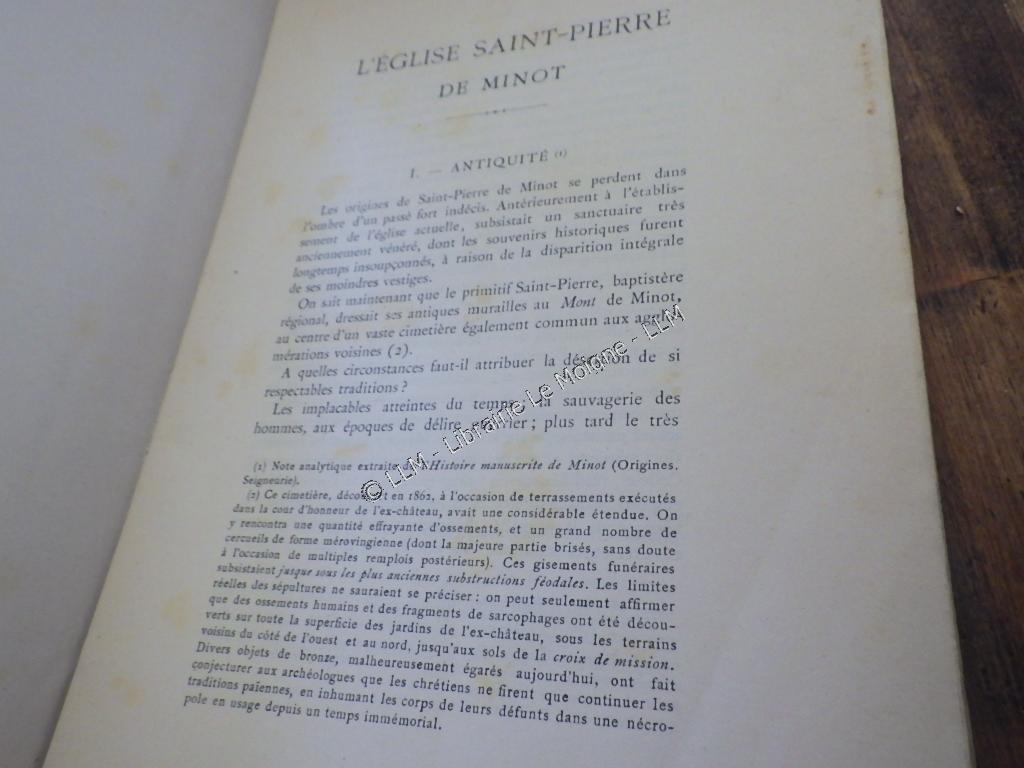 L'ÉGLISE SAINT-PIERRE
DE MINOT
I. — ANTIQUITÉ (1)
Les origines de Saint-Pierre de Minot se perdent dans
l'ombre d'un passé fort indécis. Antérieurement à l'établis-
sement de l'église actuelle, subsistait un sanctuaire très
anciennement vénéré, dont les souvenirs historiques furent
longtemps insoupçonnés, à raison de la disparition intégrale
de ses moindres vestiges.
On sait maintenant que le primitif Saint-Pierre, baptistère
régional, dressait ses antiques murailles au Mont de Minot,
au centre d'un vaste cimetière également commun aux agglo-
mérations voisines (2).
A quelles circonstances faut-il attribuer la désertion de si
respectables traditions ?
Les implacables atteintes du temps, la sauvagerie des
hommes, aux époques de délire guerrier ; plus tard le très
(1) Note analytique extraite de l'Histoire manuscrite de Minot (Origines.
Seigneurie).
(2) Ce cimetière, découvert en 1862, à l'occasion de terrassements exécutés
dans la cour d'honneur de l'ex-château, avait une considérable étendue. On
y rencontra une quantité effrayante d'ossements, et un grand nombre de
cercueils de forme mérovingienne (dont la majeure partie brisés, sans doute
à l'occasion de multiples remplois postérieurs). Ces gisements funéraires
subsistaient jusque sous les plus anciennes substructions féodales. Les limites
réelles des sépultures ne sauraient se préciser : on peut seulement affirmer
que des ossements humains et des fragments de sarcophages ont été décou-
verts sur toute la superficie des jardins de l'ex-château, sous les terrains
voisins du côté de l'ouest et au nord, jusqu'aux sols de la croix de mission.
Divers objets de bronze, malheureusement égarés aujourd'hui, ont fait
conjecturer aux archéologues que les chrétiens ne firent que continuer les
traditions païennes, en inhumant les corps de leurs défunts dans une nécro-
pole en usage depuis un temps immémorial.
© LLM - Librairie Le Moigne - LLM